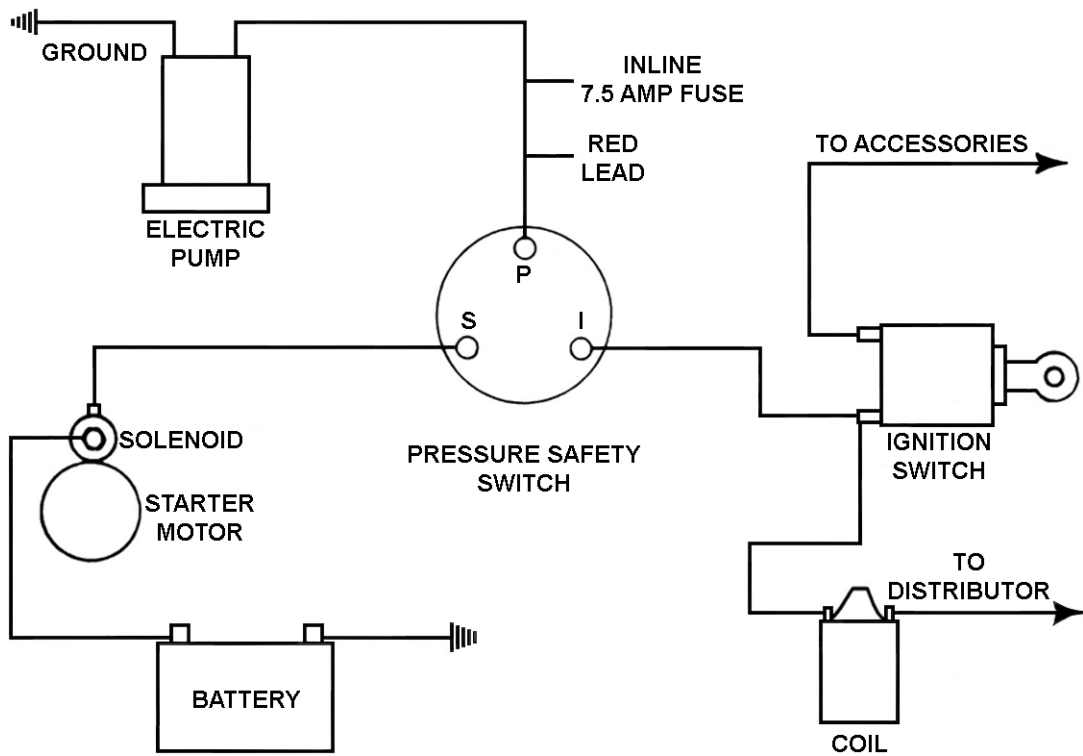 GROUND
INLINE
7.5 AMP FUSE
RED
LEAD
TO ACCESSORIES
ELECTRIC
PUMP
P
S
I
SOLENOID
PRESSURE SAFETY
SWITCH
IGNITION
SWITCH
STARTER
MOTOR
TO
DISTRIBUTOR
BATTERY
COIL